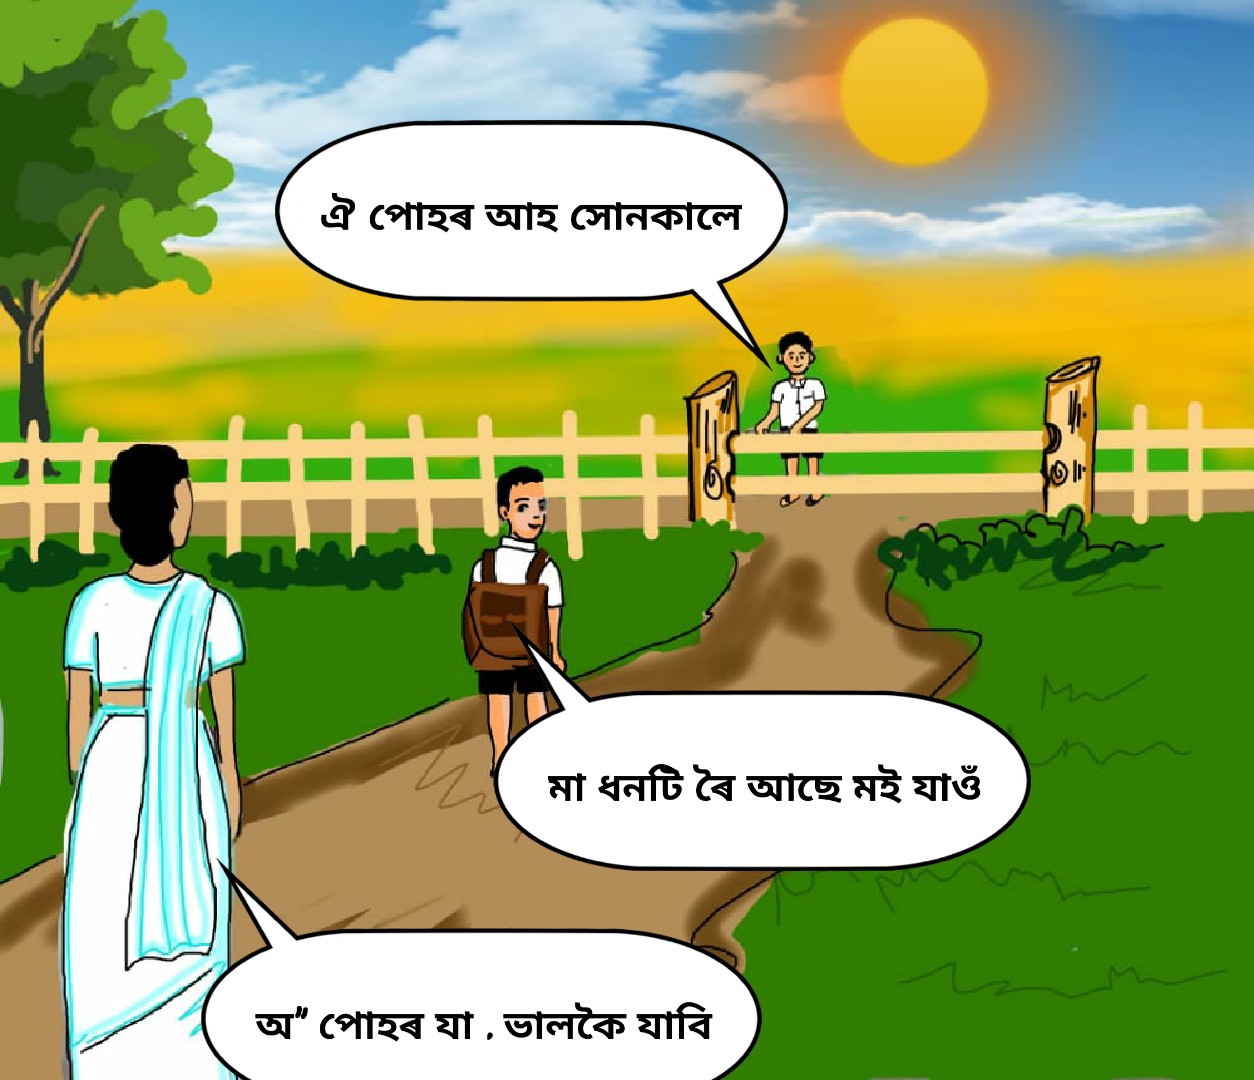 ঐ পোহৰ আহ সোনকালে
মা ধনটি ৰৈ আছে মই যাওঁ
অ" পোহৰ যা , ভালকৈ যাবি